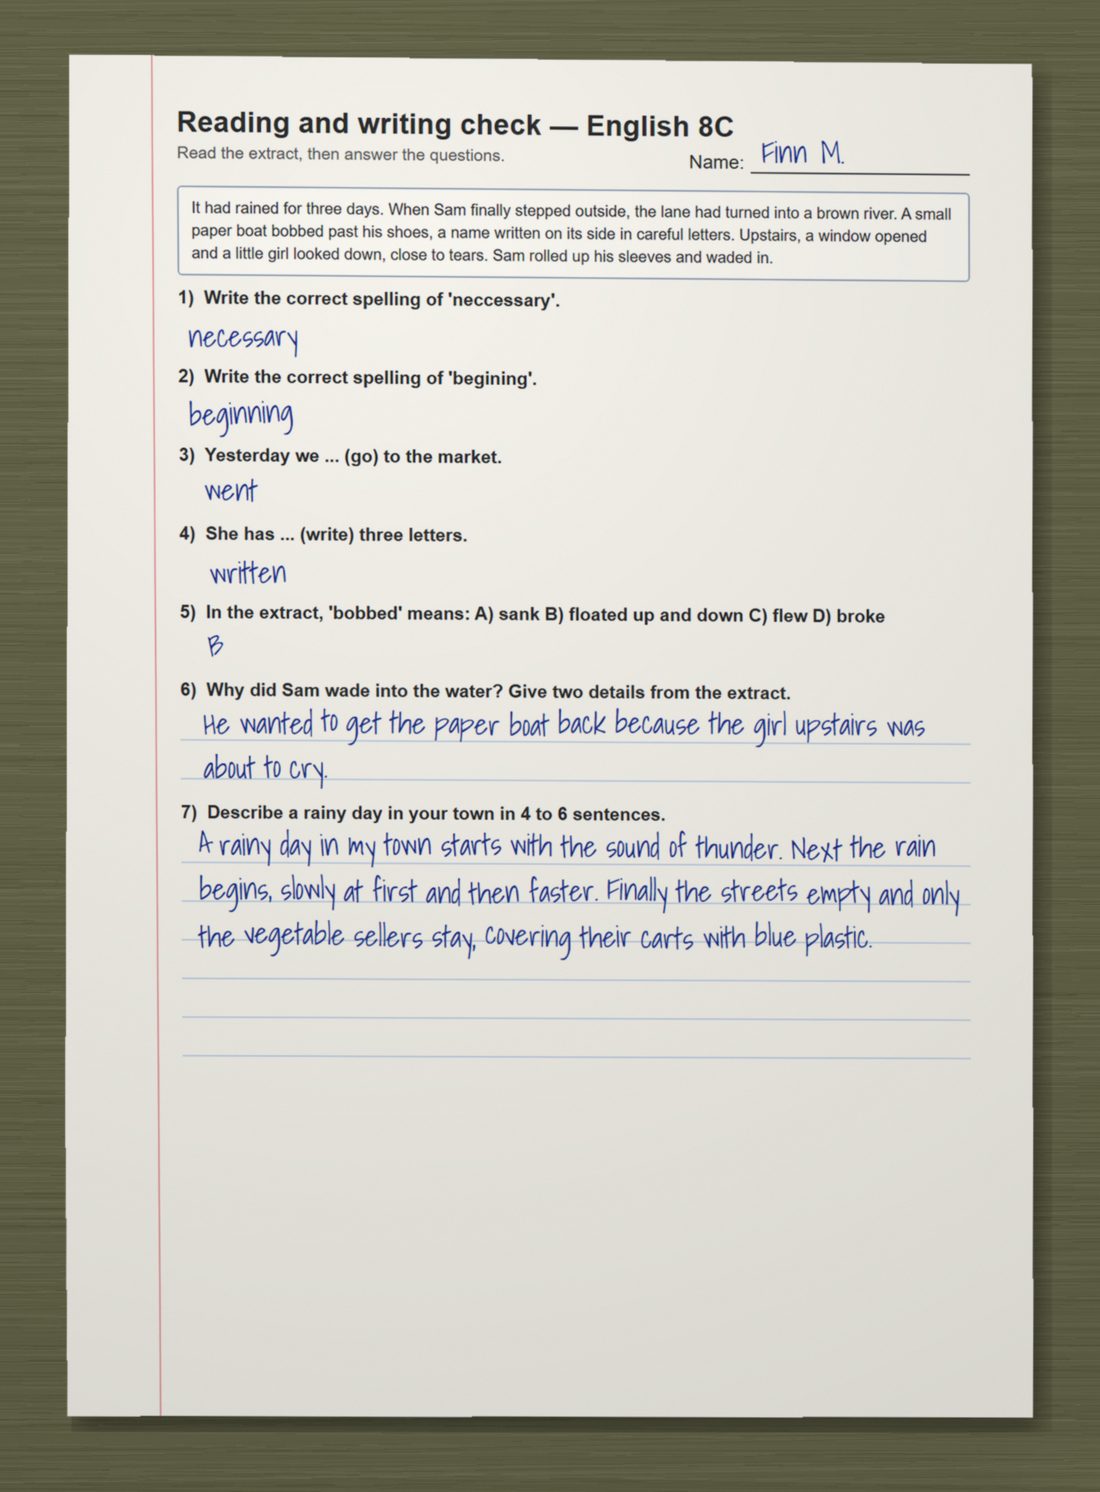 Reading and writing check — English 8C
Read the extract, then answer the questions.
Name: Finn M.
It had rained for three days. When Sam finally stepped outside, the lane had turned into a brown river. A small
paper boat bobbed past his shoes, a name written on its side in careful letters. Upstairs, a window opened
and a little girl looked down, close to tears. Sam rolled up his sleeves and waded in.
1) Write the correct spelling of 'neccessary'.
necessary
2) Write the correct spelling of 'begining'.
beginning
3) Yesterday we ... (go) to the market.
went
4) She has ... (write) three letters.
written
5) In the extract, 'bobbed' means: A) sank B) floated up and down C) flew D) broke
B
6) Why did Sam wade into the water? Give two details from the extract.
He wanted to get the paper boat back because the girl upstairs was
about to cry.
7) Describe a rainy day in your town in 4 to 6 sentences.
A rainy day in my town starts with the sound of thunder. Next the rain
begins, slowly at first and then faster. Finally the streets empty and only
the vegetable sellers stay, covering their carts with blue plastic.